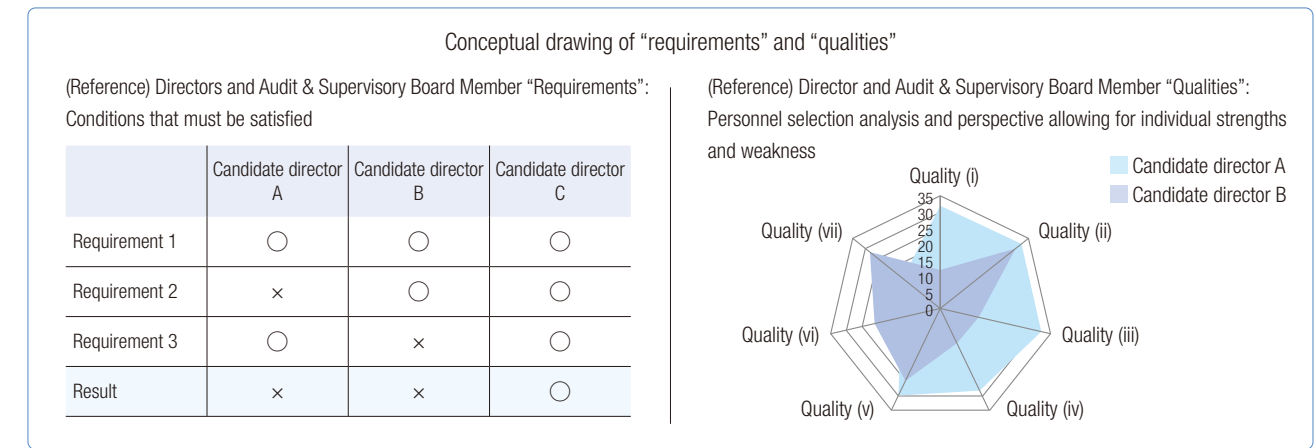 Conceptual drawing of “requirements” and “qualities”
(Reference) Directors and Audit & Supervisory Board Member “Requirements”:
Conditions that must be satisfied
Candidate director A Candidate director B Candidate director C
Requirement 1 ○ ○ ○
Requirement 2 × ○ ○
Requirement 3 ○ × ○
Result × × ○
(Reference) Director and Audit & Supervisory Board Member “Qualities”:
Personnel selection analysis and perspective allowing for individual strengths
and weakness
Candidate director A
Candidate director B
Quality (i)
Quality (ii)
Quality (iii)
Quality (iv)
Quality (v)
Quality (vi)
Quality (vii)
35
30
25
20
15
10
5
0